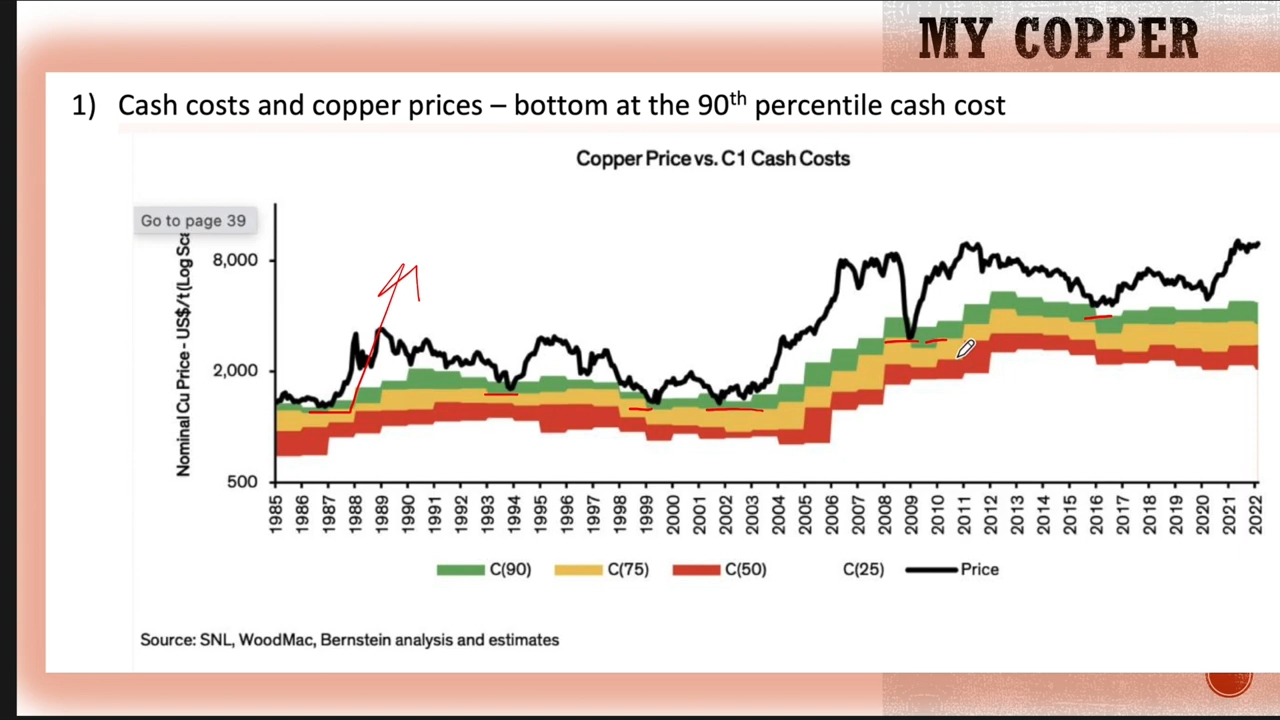 MY COPPER
1) Cash costs and copper prices – bottom at the 90th percentile cash cost
Copper Price vs. C1 Cash Costs
Go to page 39
Nominal Cu Price - US$/t (Log Sca
8,000
2,000
500
1985 1986 1987 1988 1989 1990 1991 1992 1993 1994 1995 1996 1997 1998 1999 2000 2001 2002 2003 2004 2005 2006 2007 2008 2009 2010 2011 2012 2013 2014 2015 2016 2017 2018 2019 2020 2021 2022
C(90) C(75) C(50) C(25) Price
Source: SNL, WoodMac, Bernstein analysis and estimates